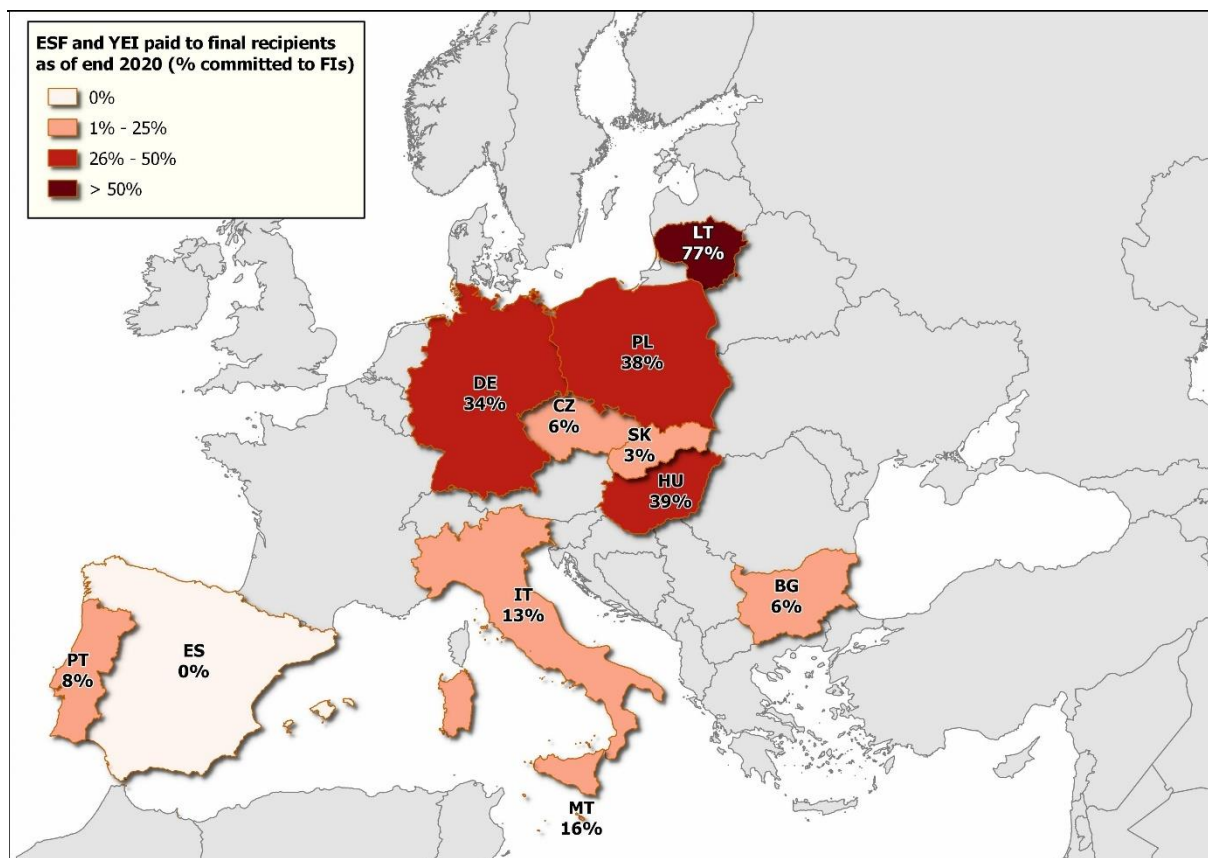 ESF and YEI paid to final recipients
as of end 2020 (% committed to FIs)
0%
1% - 25%
26% - 50%
> 50%
LT
77%
PL
38%
DE
34%
CZ
6%
SK
3%
HU
39%
IT
13%
BG
6%
ES
0%
PT
8%
MT
16%